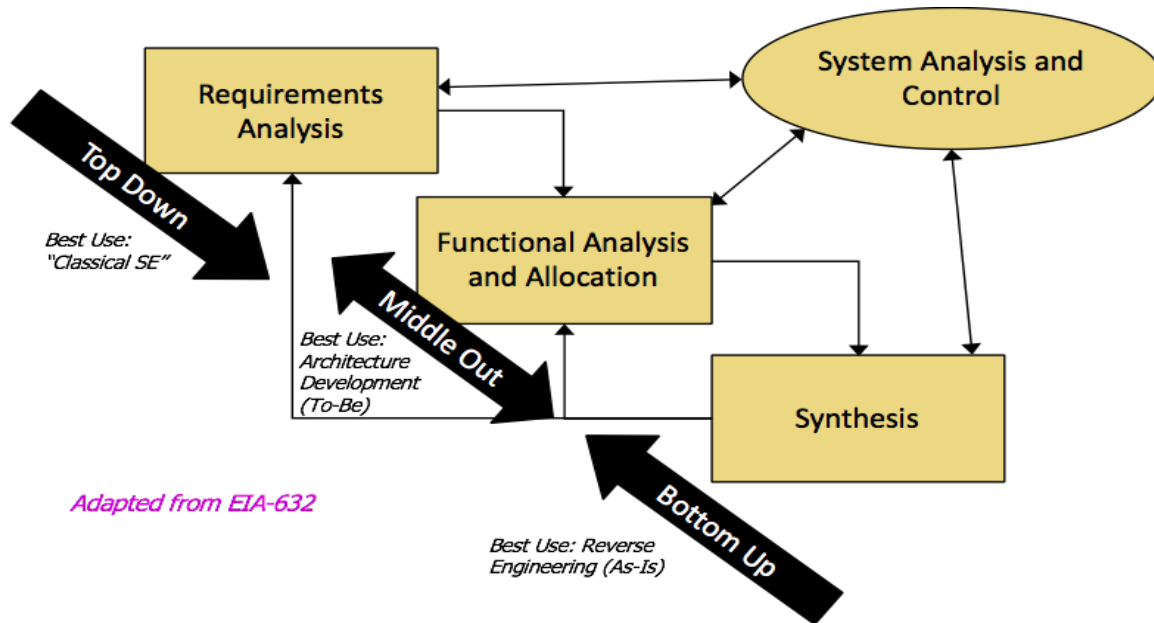 Requirements
Analysis
System Analysis and
Control
Top Down
Best Use:
"Classical SE”
Functional Analysis
and Allocation
Middle Out
Best Use:
Architecture
Development
(To-Be)
Synthesis
Adapted from EIA-632
Bottom Up
Best Use: Reverse
Engineering (As-Is)